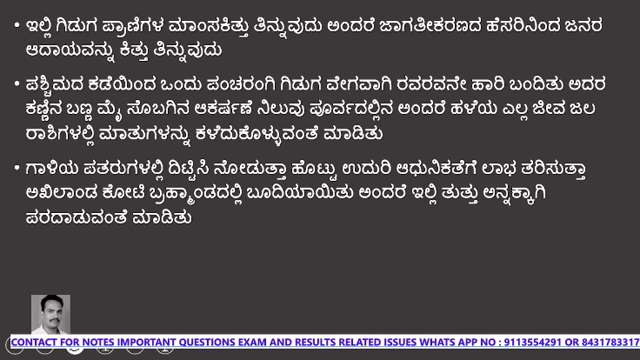 • ಇಲ್ಲಿ ಗಿಡುಗ ಪ್ರಾಣಿಗಳ ಮಾಂಸಕಿತ್ತು ತಿನ್ನುವುದು ಅಂದರೆ ಜಾಗತೀಕರಣದ ಹೆಸರಿನಿಂದ ಜನರ
ಆದಾಯವನ್ನು ಕಿತ್ತು ತಿನ್ನುವುದು
• ಪಶ್ಚಿಮದ ಕಡೆಯಿಂದ ಒಂದು ಪಂಚರಂಗಿ ಗಿಡುಗ ವೇಗವಾಗಿ ರವರವನೇ ಹಾರಿ ಬಂದಿತು ಅದರ
ಕಣ್ಣಿನ ಬಣ್ಣ ಮೈ ಸೊಬಗಿನ ಆಕರ್ಷಣೆ ನಿಲುವು ಪೂರ್ವದಲ್ಲಿನ ಅಂದರೆ ಹಳೆಯ ಎಲ್ಲ ಜೀವ ಜಲ
ರಾಶಿಗಳಲ್ಲಿ ಮಾತುಗಳನ್ನು ಕಳೆದುಕೊಳ್ಳುವಂತೆ ಮಾಡಿತು
• ಗಾಳಿಯ ಪತರುಗಳಲ್ಲಿ ದಿಟ್ಟಿಸಿ ನೋಡುತ್ತಾ ಹೊಟ್ಟು ಉದುರಿ ಆಧುನಿಕತೆಗೆ ಲಾಭ ತರಿಸುತ್ತಾ
ಅಖಿಲಾಂಡ ಕೋಟಿ ಬ್ರಹ್ಮಾಂಡದಲ್ಲಿ ಬೂದಿಯಾಯಿತು ಅಂದರೆ ಇಲ್ಲಿ ತುತ್ತು ಅನ್ನಕ್ಕಾಗಿ
ಪರದಾಡುವಂತೆ ಮಾಡಿತು
CONTACT FOR NOTES IMPORTANT QUESTIONS EXAM AND RESULTS RELATED ISSUES WHATS APP NO : 9113554291 OR 8431783317